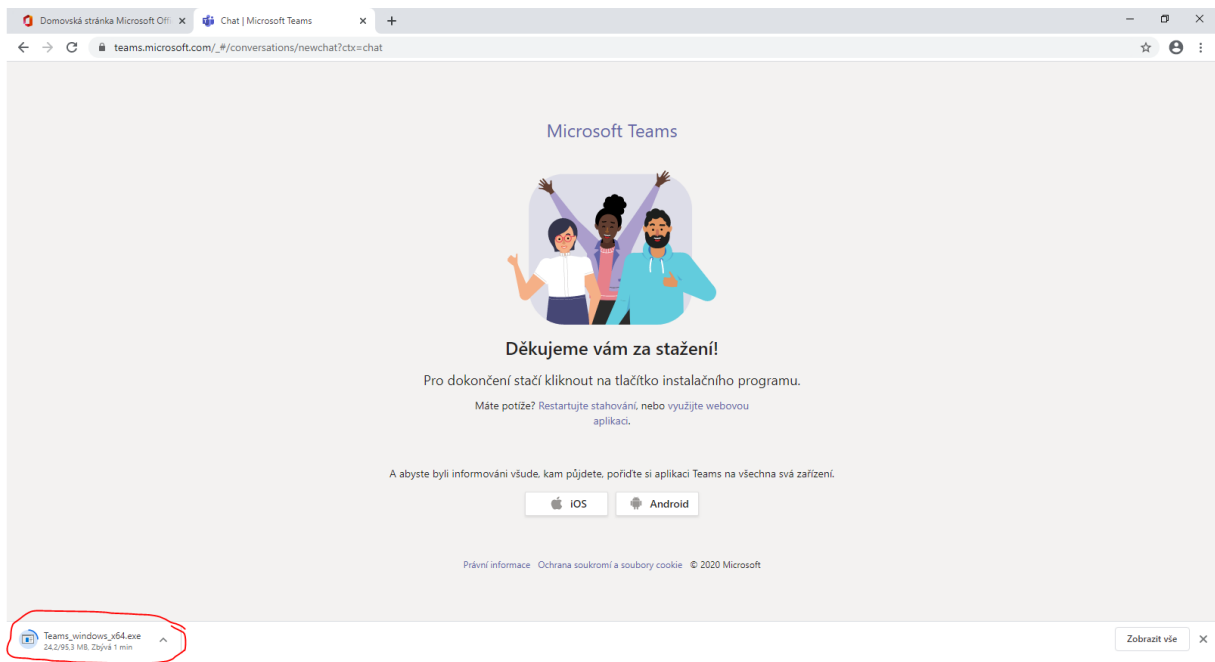 Domovská stránka Microsoft Offi
Chat | Microsoft Teams
teams.microsoft.com/_#/conversations/newchat?ctx=chat
Microsoft Teams
Děkujeme vám za stažení!
Pro dokončení stačí kliknout na tlačítko instalačního programu.
Máte potíže? Restartujte stahování, nebo využijte webovou
aplikaci.
A abyste byli informováni všude, kam půjdete, pořiďte si aplikaci Teams na všechna svá zařízení.
iOS
Android
Právní informace Ochrana soukromí a soubory cookie © 2020 Microsoft
Teams_windows_x64.exe
24,2/95,3 MB, Zbývá 1 min
Zobrazit vše